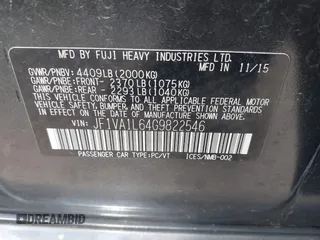 MFD BY FUJI HEAVY INDUSTRIES LTD.
GVWR/PNBV: 4409LB(2000KG) MFD IN 11/15
GAWR/PNBE: FRONT- 2370LB(1075KG)
GAWR/PNBE: REAR - 2293LB(1040KG)
THIS VEHICLE CONFORMS TO ALL APPLICABLE
U.S. FEDERAL MOTOR VEHICLE SAFETY, BUMPER,
AND THEFT PREVENTION STANDARDS
IN EFFECT ON THE DATE OF
MANUFACTURE SHOWN ABOVE.
JF1VA1L64G9822546
PASSENGER CAR TYPE:PC/VT ICES/NMB-002
DREAMBID